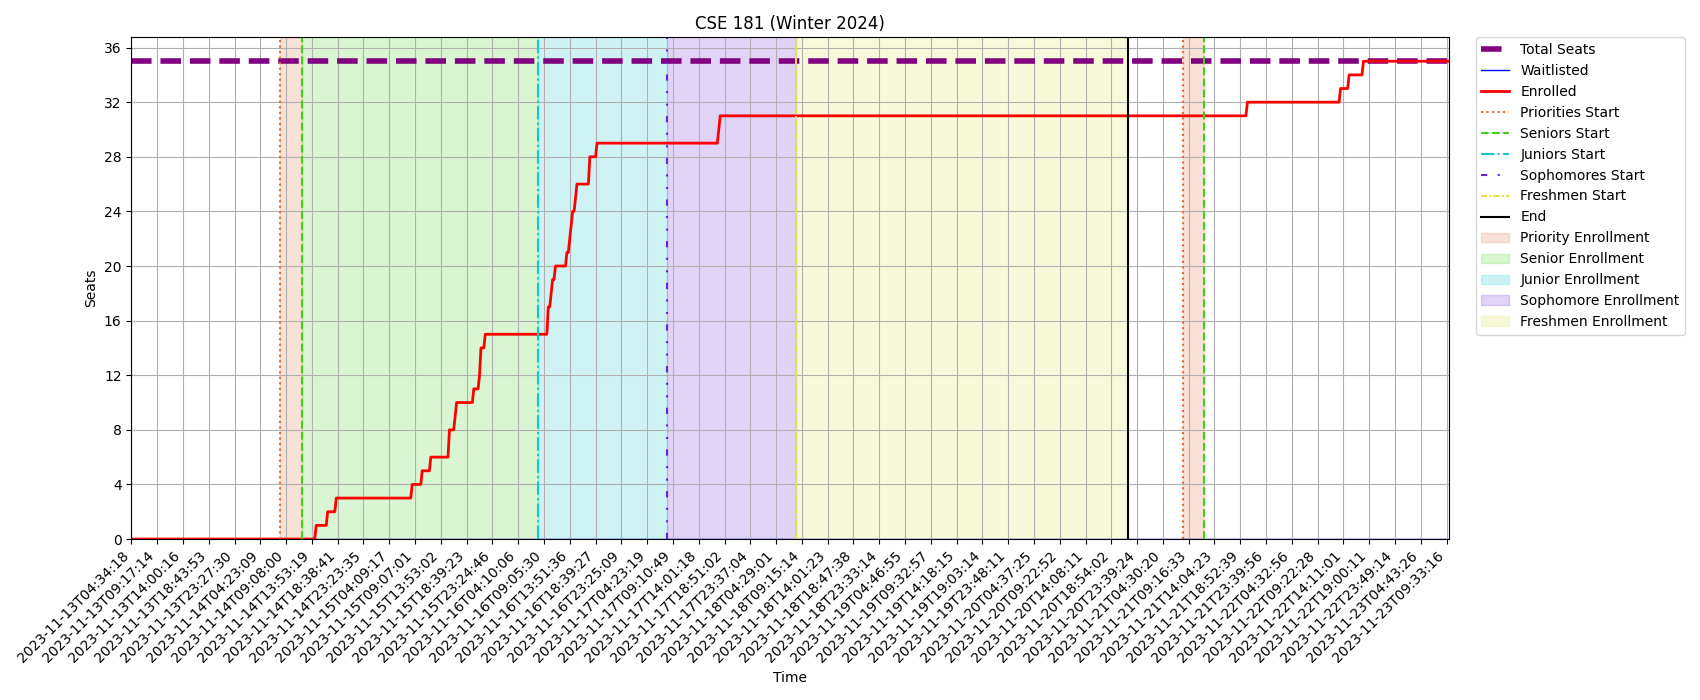 CSE 181 (Winter 2024)
36
32
28
24
20
16
12
8
4
0
Seats
2023-11-13T04:34:18
2023-11-13T09:17:14
2023-11-13T14:00:16
2023-11-13T18:43:53
2023-11-13T23:27:30
2023-11-14T04:23:09
2023-11-14T09:08:00
2023-11-14T13:53:19
2023-11-14T18:38:41
2023-11-14T23:23:35
2023-11-15T04:09:17
2023-11-15T09:07:01
2023-11-15T13:53:02
2023-11-15T18:39:23
2023-11-15T23:24:46
2023-11-16T04:10:06
2023-11-16T09:05:30
2023-11-16T13:51:36
2023-11-16T18:39:27
2023-11-16T23:25:09
2023-11-17T04:23:19
2023-11-17T09:10:49
2023-11-17T14:01:18
2023-11-17T18:51:02
2023-11-17T23:37:04
2023-11-18T04:29:01
2023-11-18T09:15:14
2023-11-18T14:01:23
2023-11-18T18:47:38
2023-11-18T23:33:14
2023-11-19T04:46:55
2023-11-19T09:32:57
2023-11-19T14:18:15
2023-11-19T19:03:14
2023-11-19T23:48:11
2023-11-20T04:37:25
2023-11-20T09:22:52
2023-11-20T14:08:11
2023-11-20T18:54:02
2023-11-20T23:39:24
2023-11-21T04:30:20
2023-11-21T09:16:33
2023-11-21T14:04:23
2023-11-21T18:52:39
2023-11-21T23:39:56
2023-11-22T04:32:56
2023-11-22T09:22:28
2023-11-22T14:11:01
2023-11-22T19:00:11
2023-11-22T23:49:14
2023-11-23T04:43:26
2023-11-23T09:33:16
Time
Total Seats
Waitlisted
Enrolled
Priorities Start
Seniors Start
Juniors Start
Sophomores Start
Freshmen Start
End
Priority Enrollment
Senior Enrollment
Junior Enrollment
Sophomore Enrollment
Freshmen Enrollment